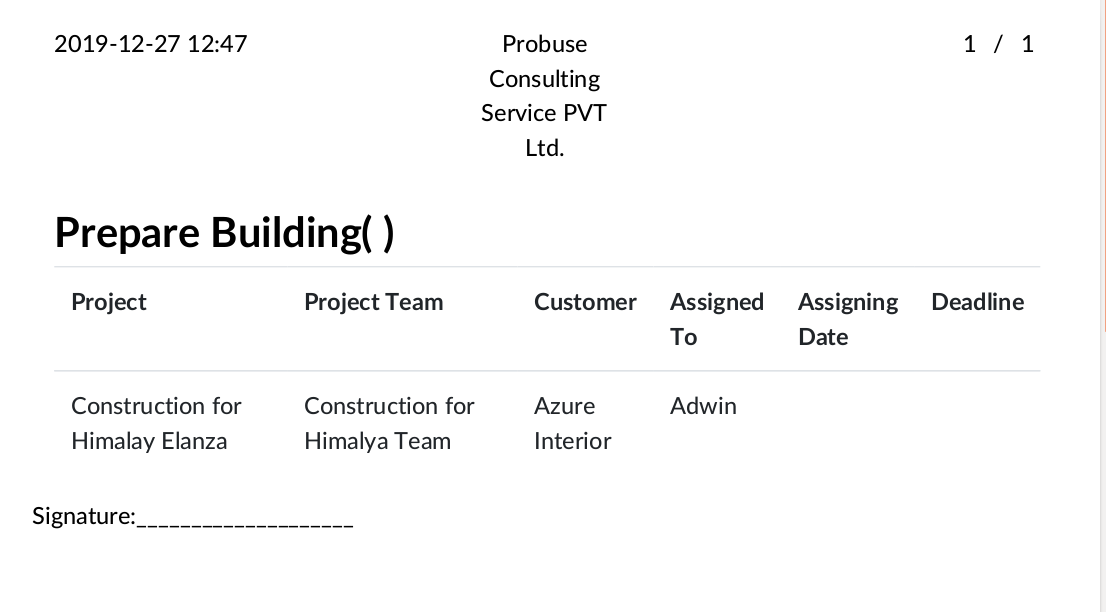 2019-12-27 12:47
Probuse
Consulting
Service PVT
Ltd.
1 / 1
Prepare Building( )
Project Project Team Customer Assigned To Assigning Date Deadline
Construction for Himalay Elanza Construction for Himalya Team Azure Interior Adwin
Signature:____________________